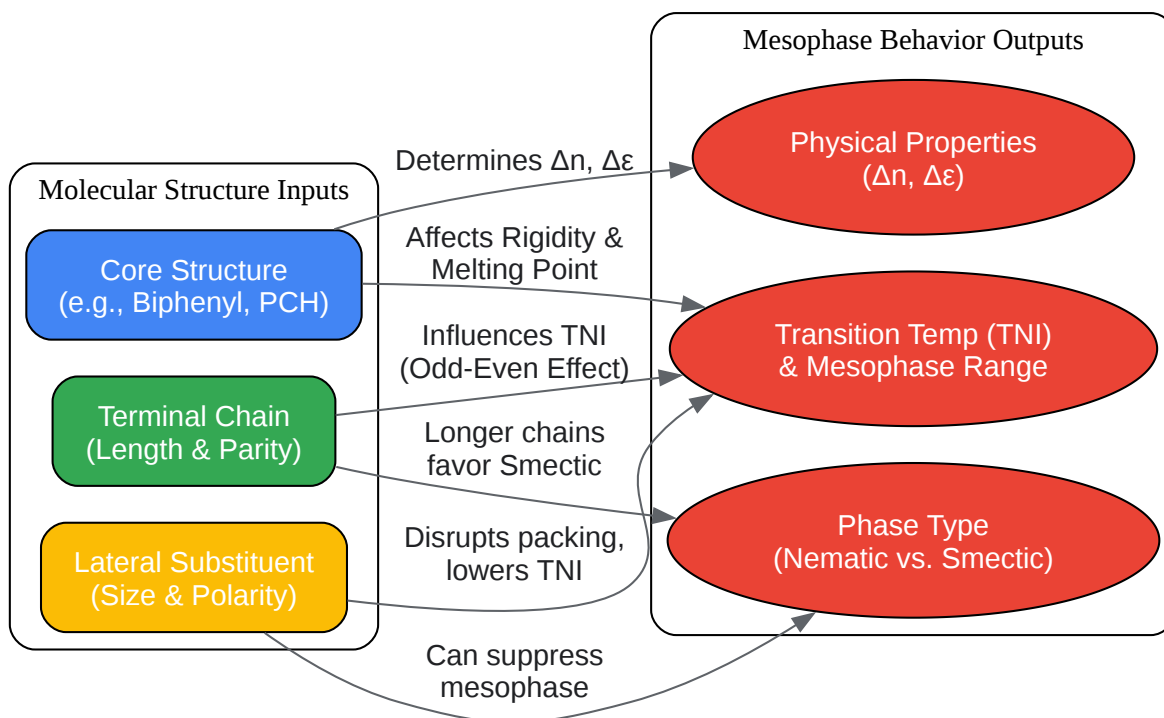 Molecular Structure Inputs
Core Structure
(e.g., Biphenyl, PCH)
Terminal Chain
(Length & Parity)
Lateral Substituent
(Size & Polarity)
Determines Δn, Δε
Affects Rigidity &
Melting Point
Influences TNI
(Odd-Even Effect)
Longer chains
favor Smectic
Disrupts packing,
lowers TNI
Can suppress
mesophase
Mesophase Behavior Outputs
Physical Properties
(Δn, Δε)
Transition Temp (TNI)
& Mesophase Range
Phase Type
(Nematic vs. Smectic)